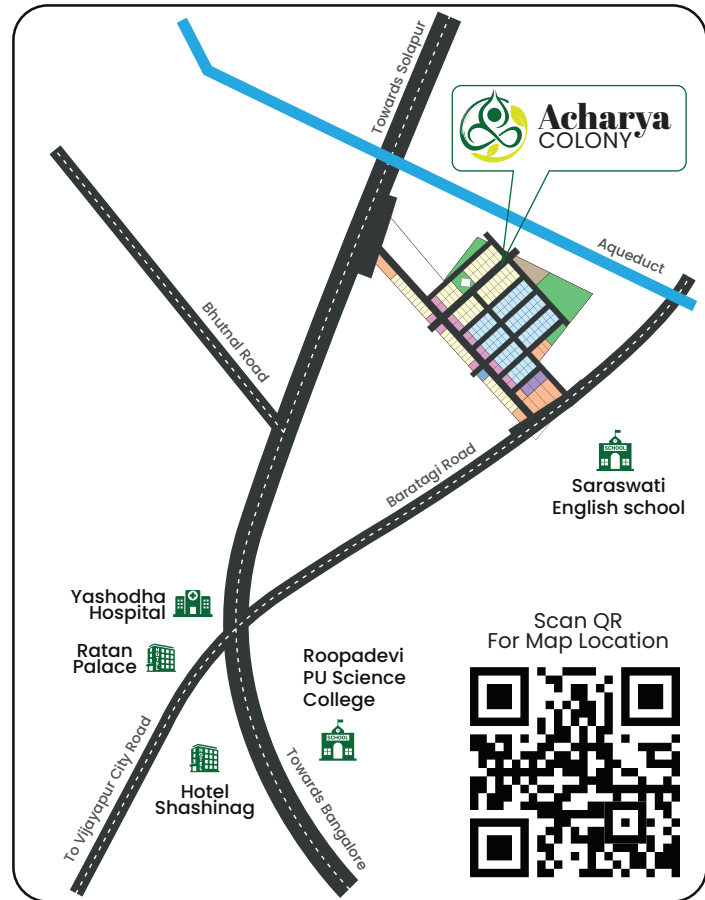 Towards Solapur
Acharya
COLONY
Aqueduct
Bhutnal Road
Baratagi Road
SCHOOL
Saraswati
English school
Yashodha
Hospital
Ratan
Palace
Roopadevi
PU Science
College
SCHOOL
Scan QR
For Map Location
To Vijayapur City Road
Hotel
Shashinag
Towards Bangalore